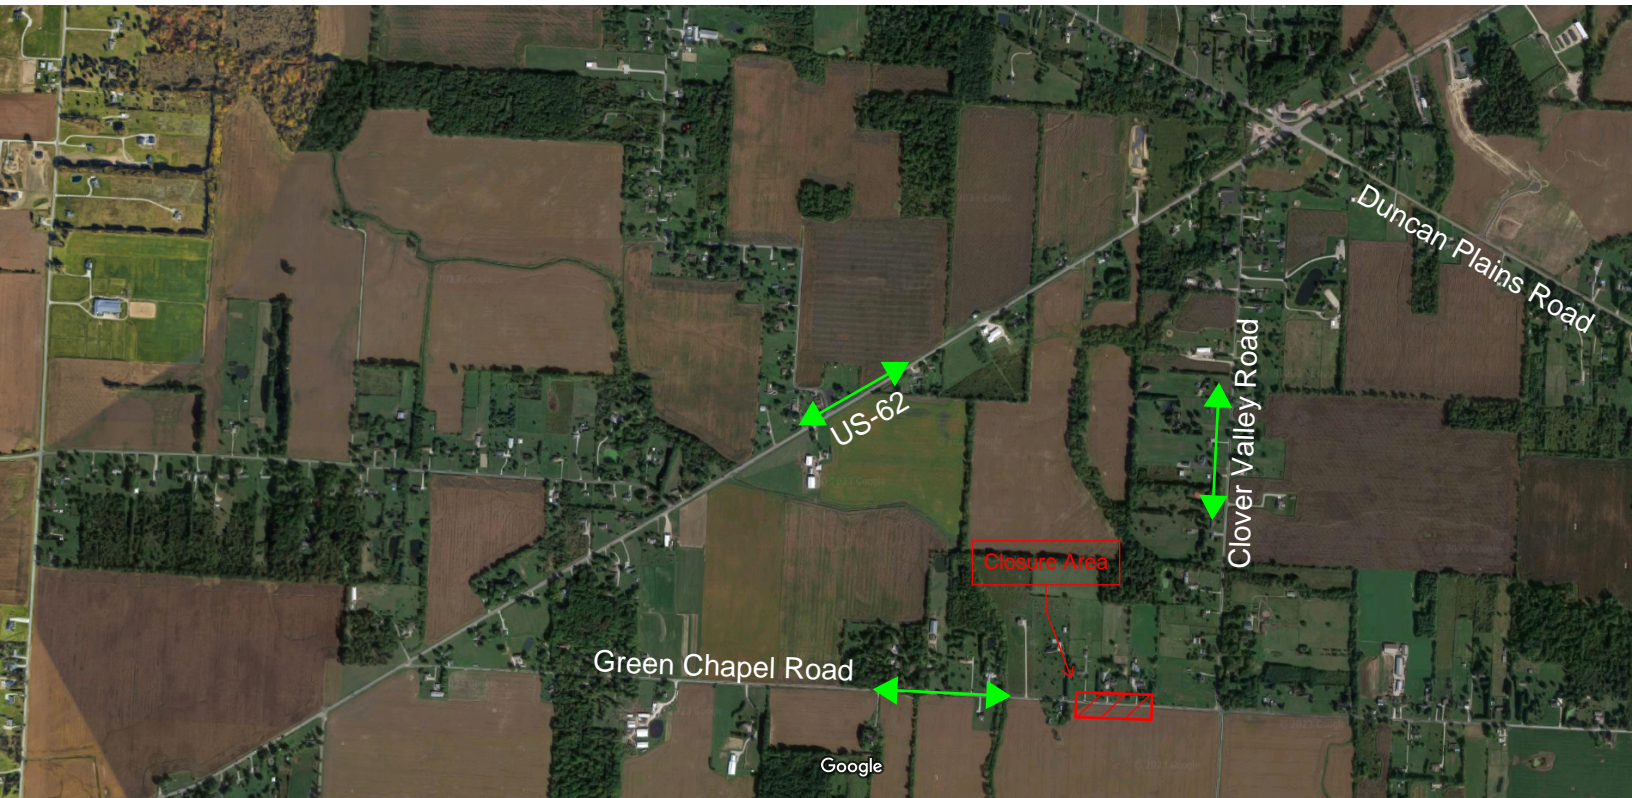 Duncan Plains Road
Clover Valley Road
US-62
Closure Area
Green Chapel Road
Google